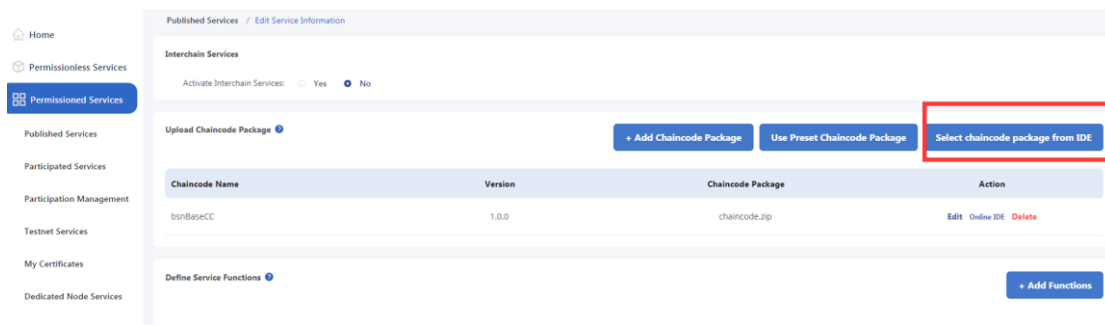 Published Services / Edit Service Information
Home
Permissionless Services
Permissioned Services
Published Services
Participated Services
Participation Management
Testnet Services
My Certificates
Dedicated Node Services
Interchain Services
Activate Interchain Services: Yes No
Upload Chaincode Package ?
+ Add Chaincode Package Use Preset Chaincode Package Select chaincode package from IDE
Chaincode Name Version Chaincode Package Action
bsnBaseCC 1.0.0 chaincode.zip Edit Online IDE Delete
Define Service Functions ?
+ Add Functions